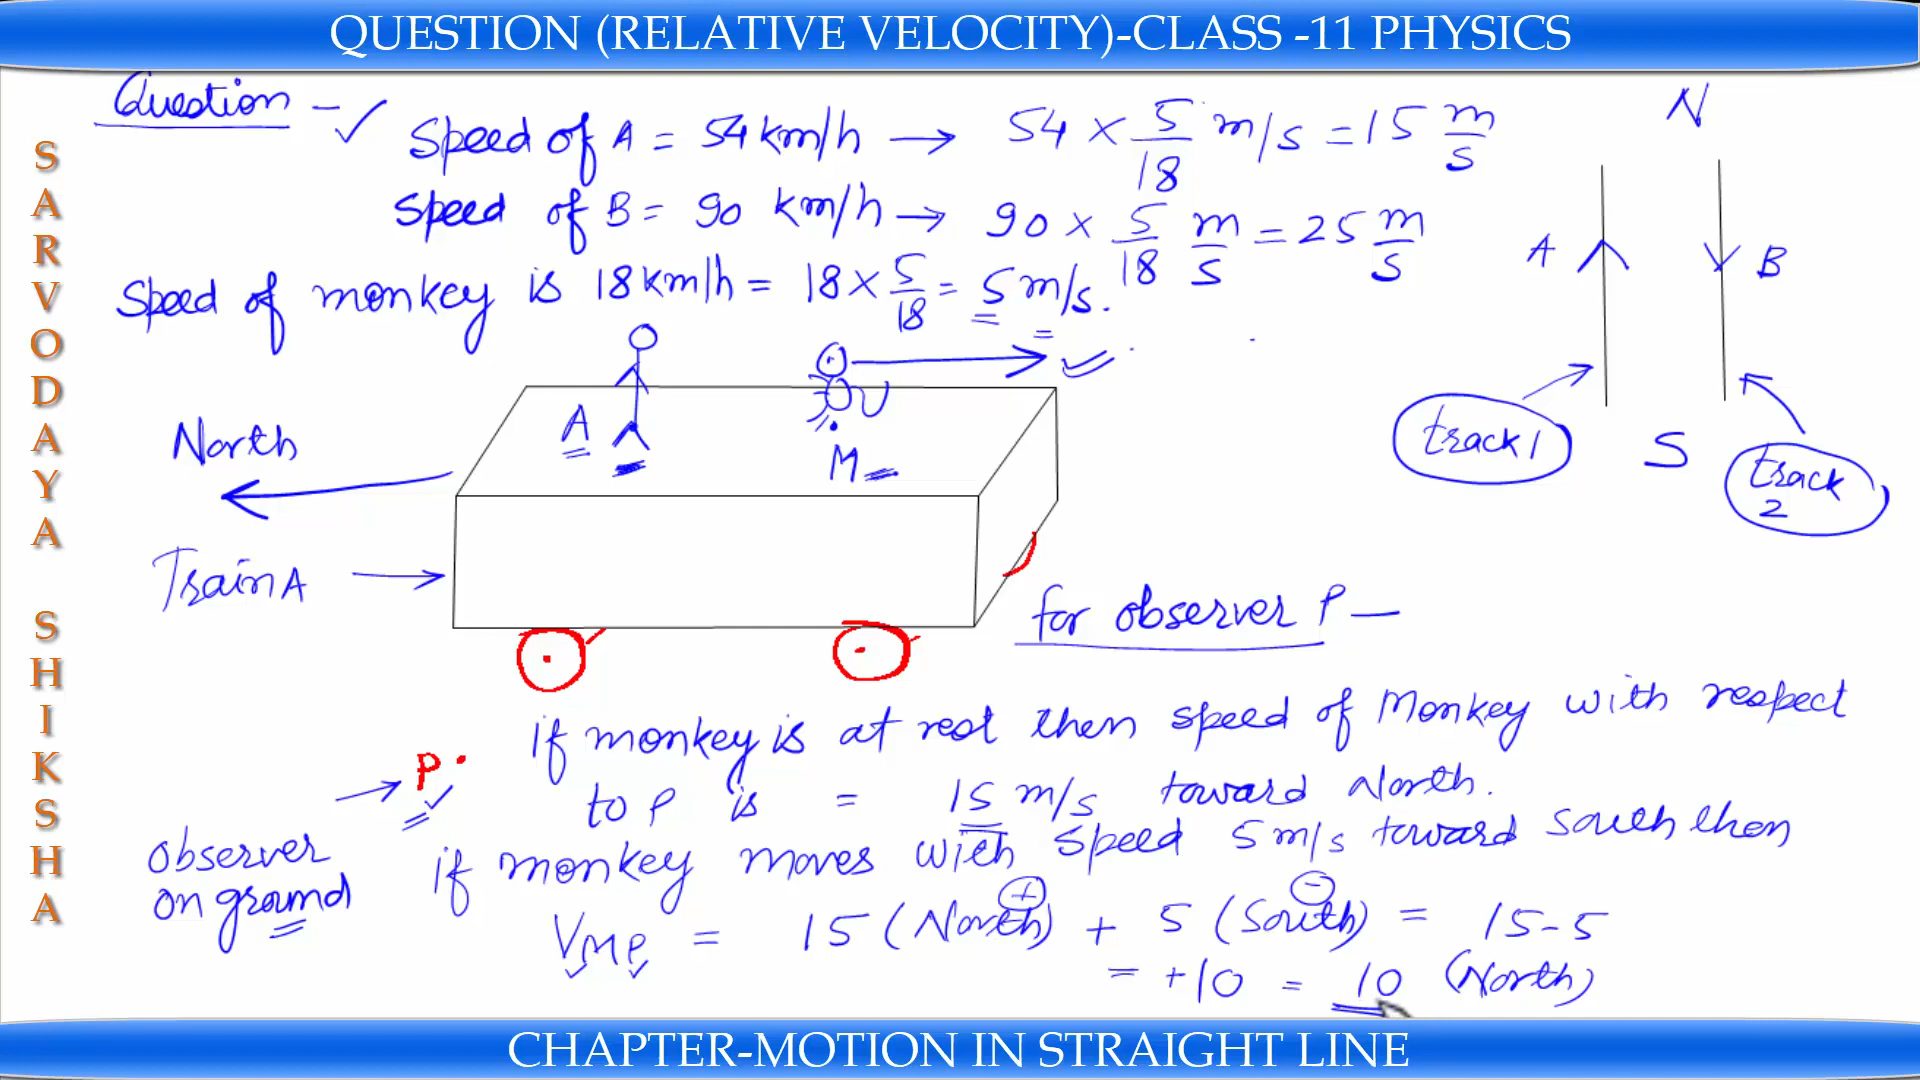 QUESTION (RELATIVE VELOCITY)-CLASS -11 PHYSICS
SARVODAYA SHIKSHA
Question -
Speed of A = 54 km/h → 54 × 5/18 m/s = 15 m/s
Speed of B = 90 km/h → 90 × 5/18 m/s = 25 m/s
Speed of monkey is 18 km/h = 18 × 5/18 = 5 m/s.
N
A
B
track 1
S
track 2
North
A
M
Train A
for observer P —
if monkey is at rest then speed of Monkey with respect
to P is = 15 m/s toward North.
P
observer
on ground
if monkey moves with speed 5 m/s toward south then
+
-
VMP = 15 (North) + 5 (South) = 15-5
= +10 = 10 (North)
CHAPTER-MOTION IN STRAIGHT LINE